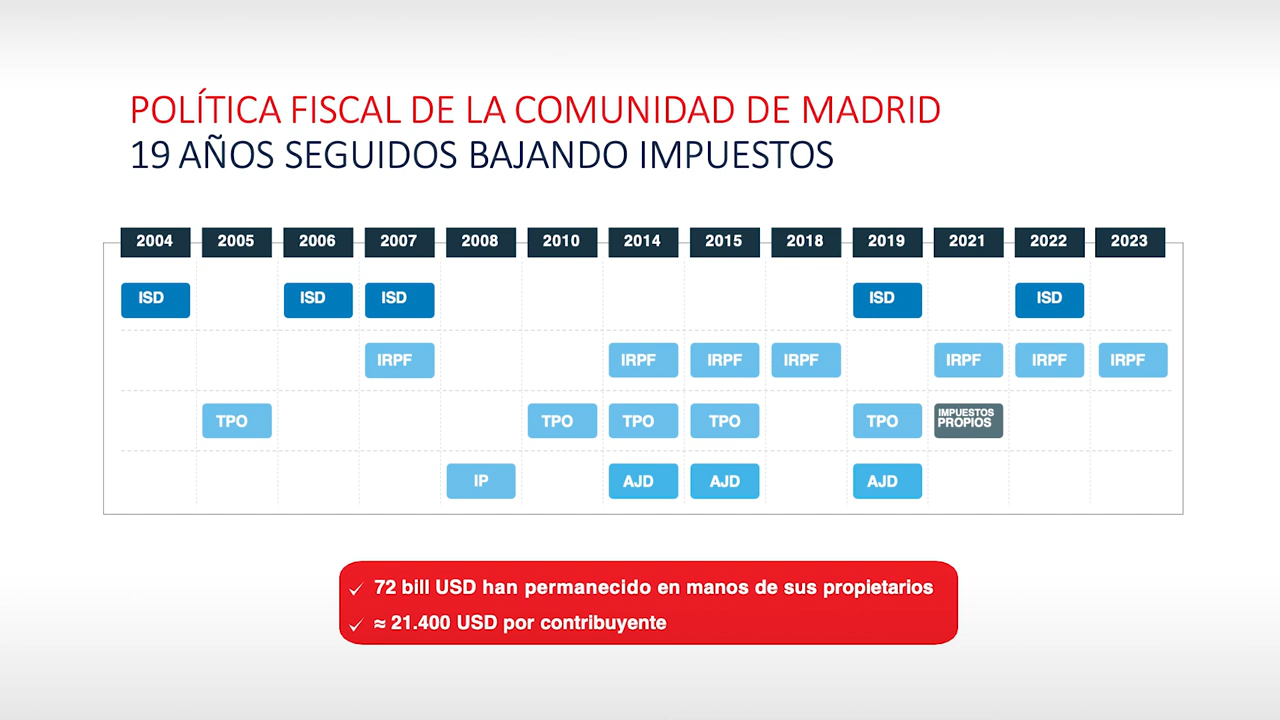 POLÍTICA FISCAL DE LA COMUNIDAD DE MADRID
19 AÑOS SEGUIDOS BAJANDO IMPUESTOS
2004 2005 2006 2007 2008 2010 2014 2015 2018 2019 2021 2022 2023
ISD ISD ISD ISD ISD
IRPF IRPF IRPF IRPF IRPF IRPF IRPF
TPO TPO TPO TPO TPO IMPUESTOS
PROPIOS
IP AJD AJD AJD
✓ 72 bill USD han permanecido en manos de sus propietarios
✓ ≈ 21.400 USD por contribuyente